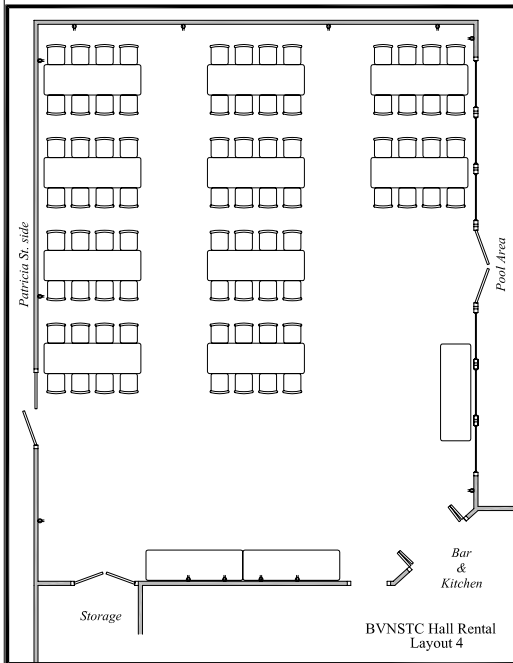 Patricia St. side
Pool Area
Bar
&
Kitchen
Storage
BVNSTC Hall Rental
Layout 4